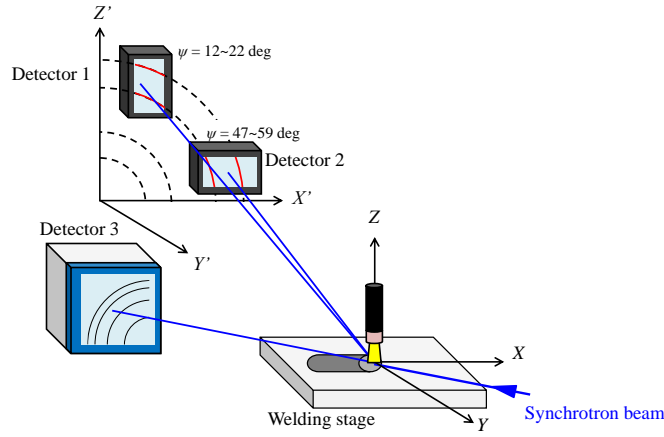 Z’
ψ = 12~22 deg
Detector 1
ψ = 47~59 deg
Detector 2
X’
Detector 3
Y’
Z
X
Welding stage
Y
Synchrotron beam